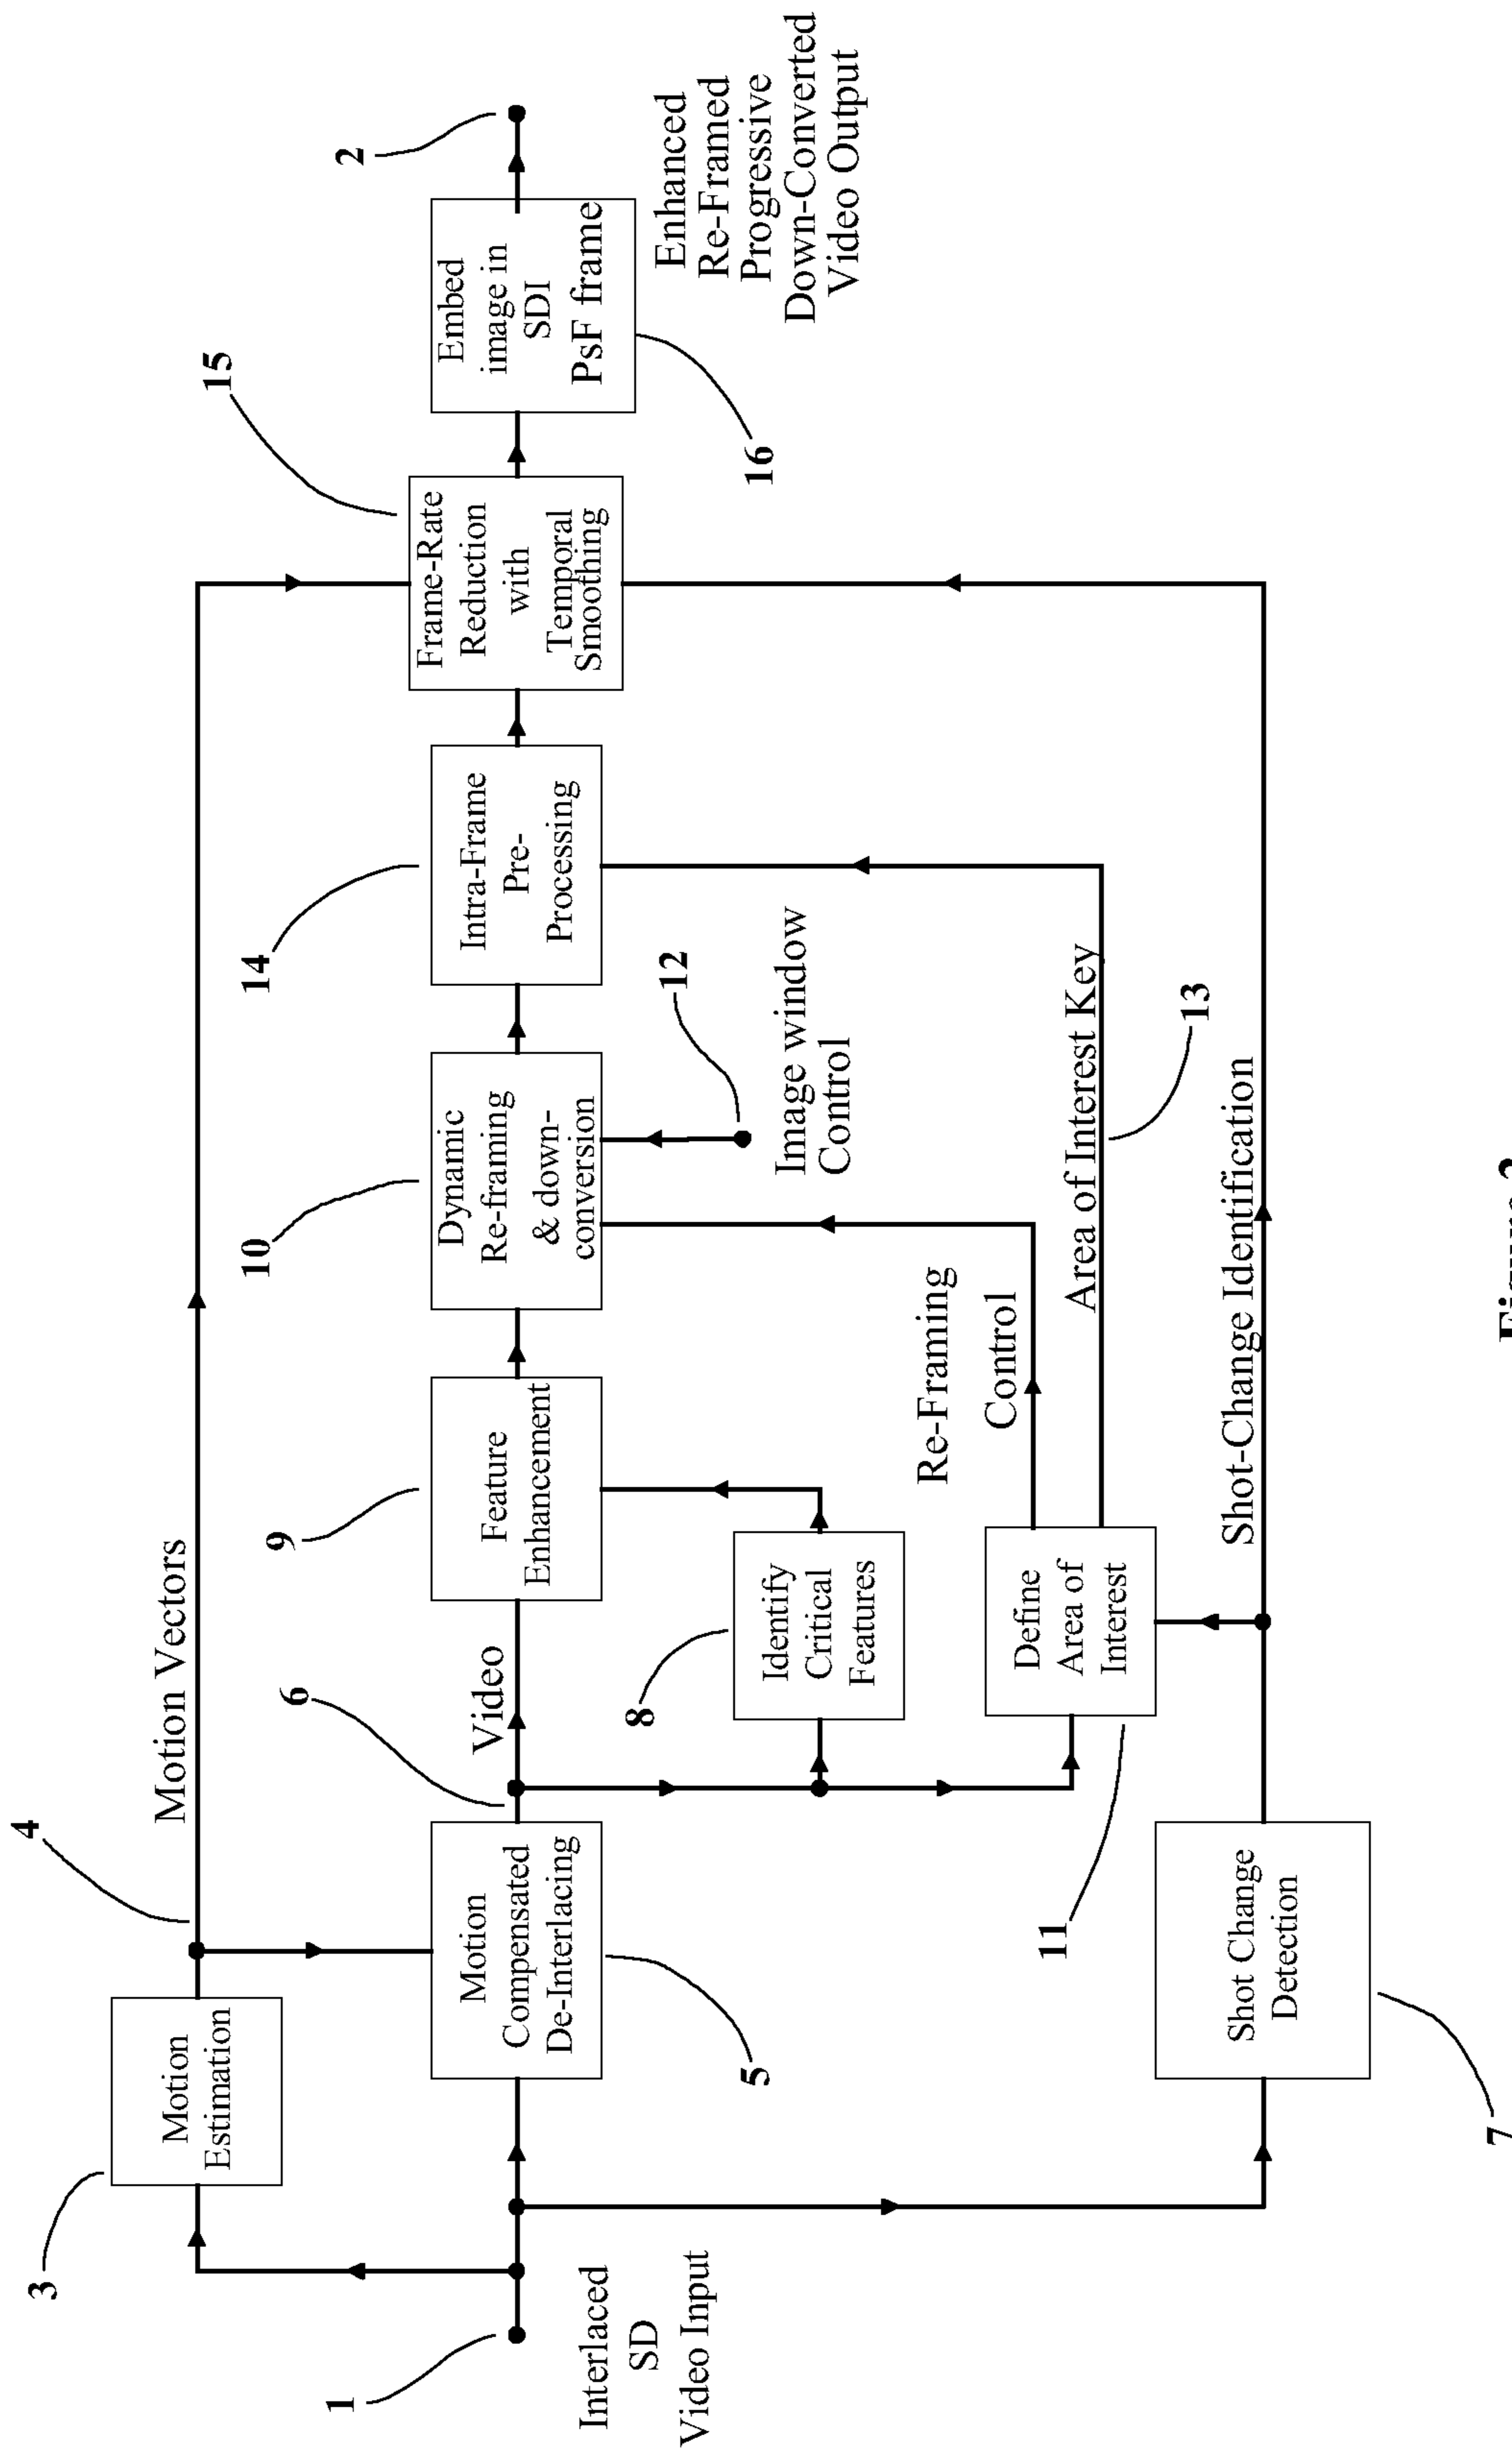 3
4
Motion Vectors
15
2
Motion
Estimation
1
Interlaced
SD
Video Input
Motion
Compensated
De-Interlacing
5
6
Video
9
Feature
Enhancement
10
Dynamic
Re-framing
& down-
conversion
14
Intra-Frame
Pre-
Processing
Frame-Rate
Reduction
with
Temporal
Smoothing
Embed
image in
SDI
PsF frame
16
Enhanced
Re-Framed
Progressive
Down-Converted
Video Output
8
Identify
Critical
Features
12
Image window
Control
Re-Framing
Control
11
Define
Area of
Interest
Area of Interest Key
13
Shot-Change Identification
Shot Change
Detection
7